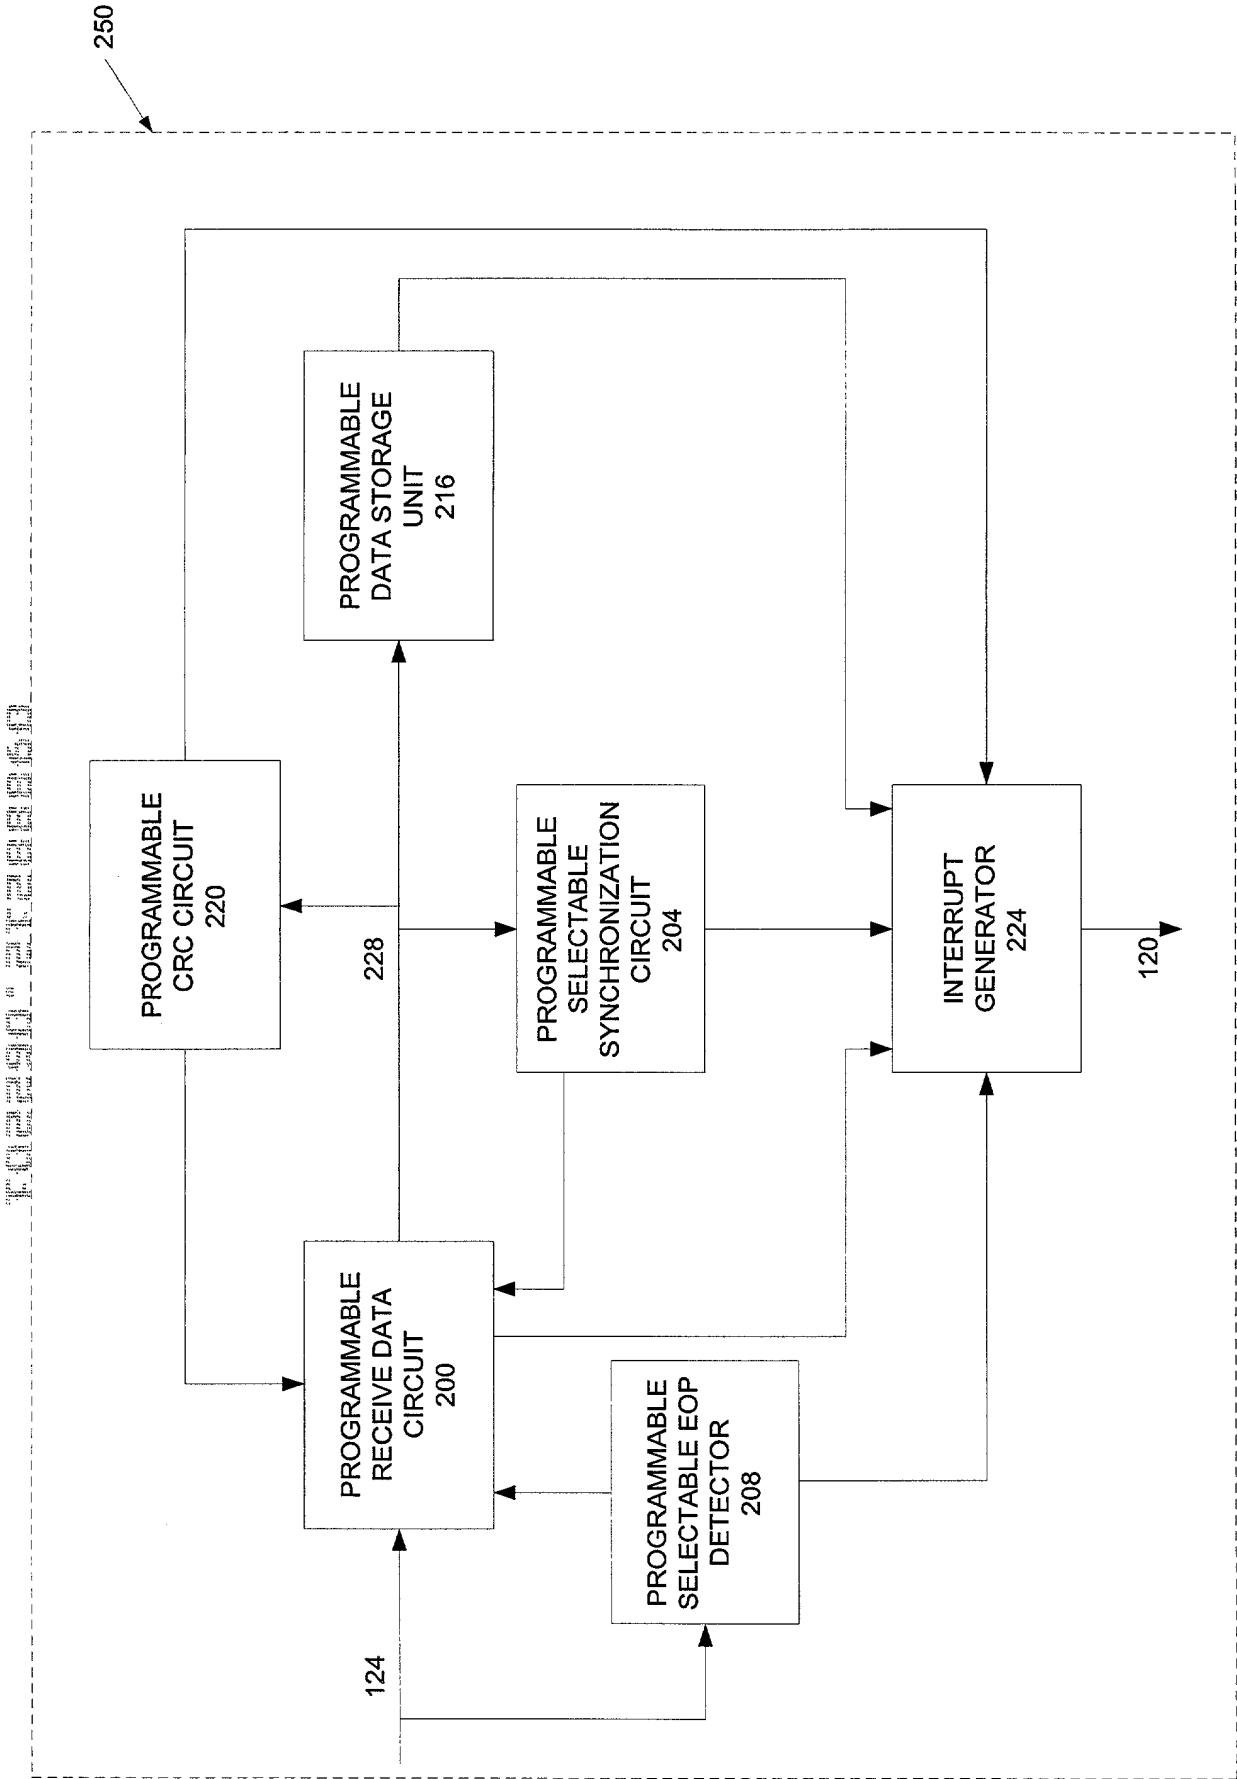 250
PROGRAMMABLE
CRC CIRCUIT
220
PROGRAMMABLE
RECEIVE DATA
CIRCUIT
200
228
PROGRAMMABLE
DATA STORAGE
UNIT
216
124
PROGRAMMABLE
SELECTABLE EOP
DETECTOR
208
PROGRAMMABLE
SELECTABLE
SYNCHRONIZATION
CIRCUIT
204
INTERRUPT
GENERATOR
224
120